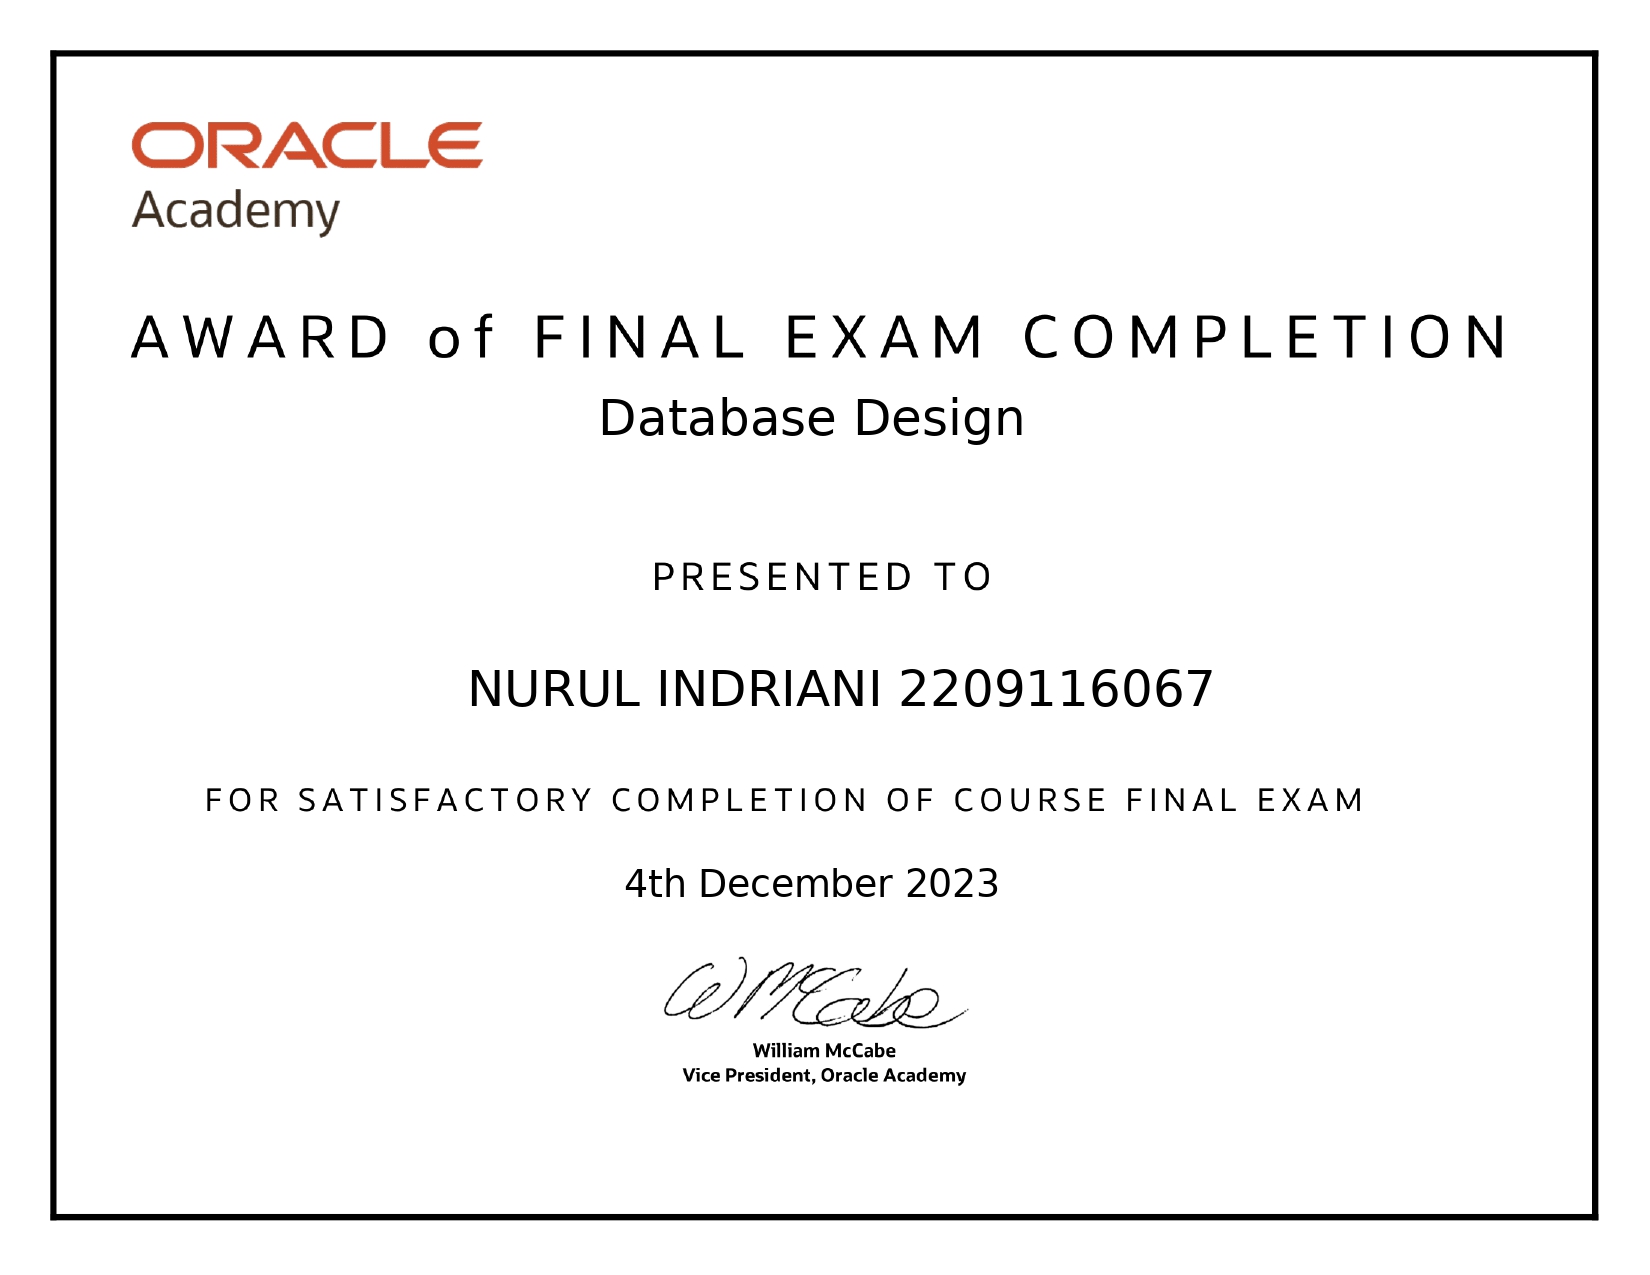 ORACLE
Academy
AWARD of FINAL EXAM COMPLETION
Database Design
PRESENTED TO
NURUL INDRIANI 2209116067
FOR SATISFACTORY COMPLETION OF COURSE FINAL EXAM
4th December 2023
W McCabe
William McCabe
Vice President, Oracle Academy